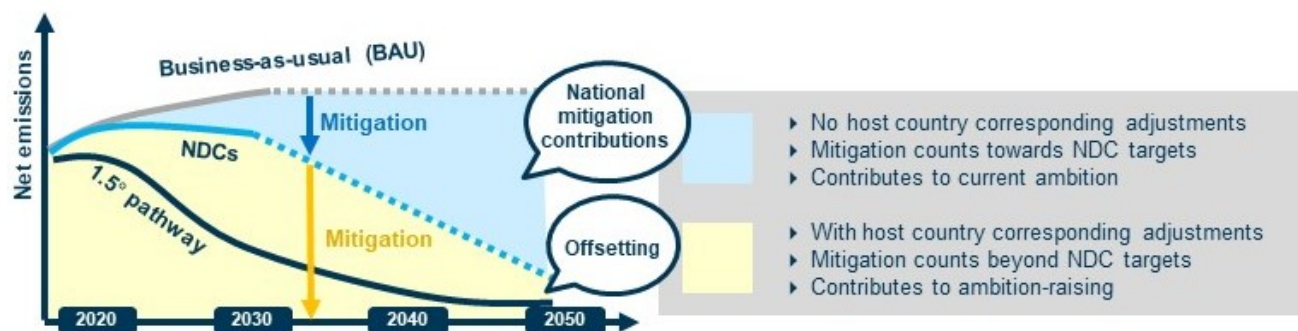 Net emissions
Business-as-usual (BAU)
Mitigation
NDCs
1.5° pathway
Mitigation
2020
2030
2040
2050
National
mitigation
contributions
Offsetting
No host country corresponding adjustments
Mitigation counts towards NDC targets
Contributes to current ambition
With host country corresponding adjustments
Mitigation counts beyond NDC targets
Contributes to ambition-raising